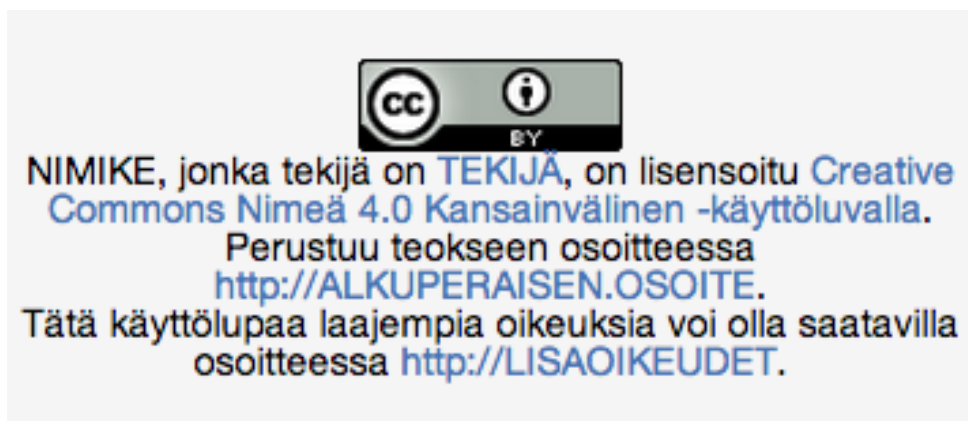 cc
BY
NIMIKE, jonka tekijä on TEKIJÄ, on lisensoitu Creative
Commons Nimeä 4.0 Kansainvälinen -käyttöluvalla.
Perustuu teokseen osoitteessa
http://ALKUPERAISEN.OSOITE.
Tätä käyttölupaa laajempia oikeuksia voi olla saatavilla
osoitteessa http://LISAOIKEUDET.